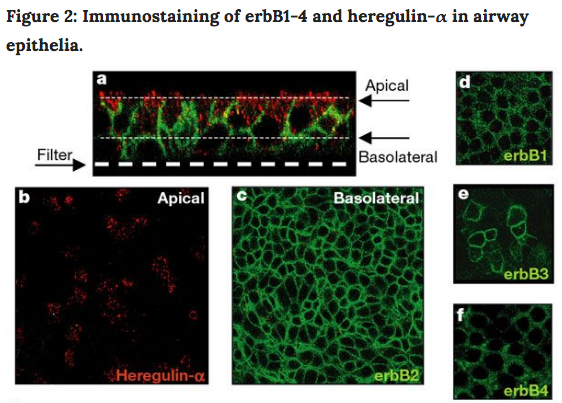 Figure 2: Immunostaining of erbB1-4 and heregulin-α in airway
epithelia.
a
Apical
Filter
Basolateral
b
Apical
Heregulin-α
c
Basolateral
erbB2
d
erbB1
e
erbB3
f
erbB4